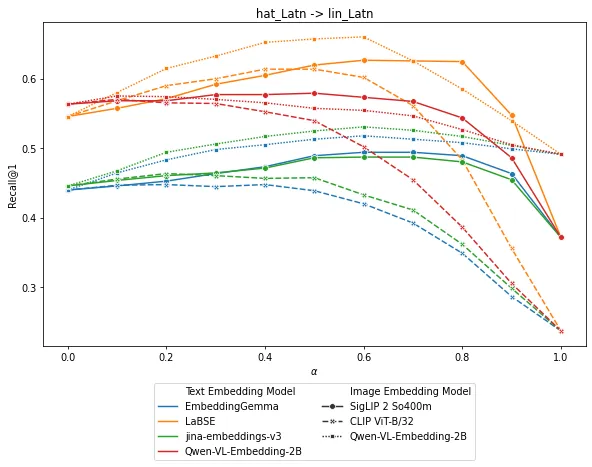 hat_Latn -> lin_Latn
Recall@1
0.6
0.5
0.4
0.3
0.0 0.2 0.4 0.6 0.8 1.0
α
Text Embedding Model Image Embedding Model
EmbeddingGemma SigLIP 2 So400m
LaBSE CLIP ViT-B/32
jina-embeddings-v3 Qwen-VL-Embedding-2B
Qwen-VL-Embedding-2B